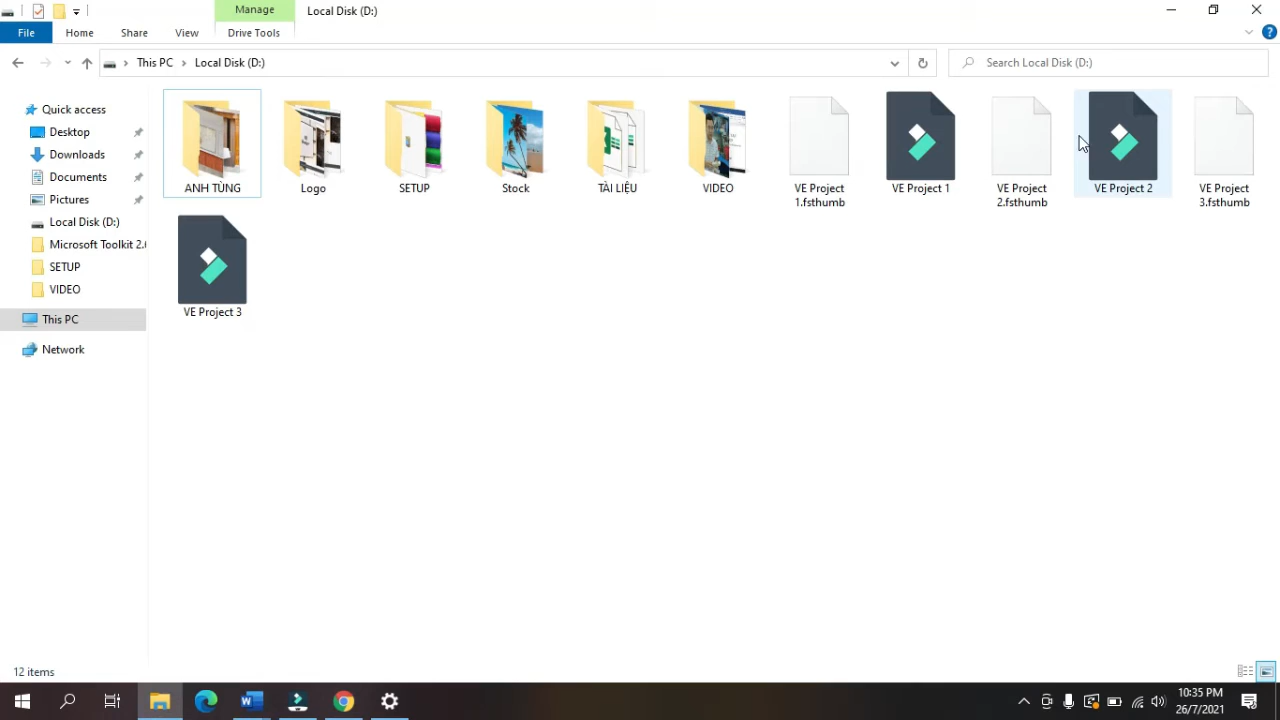 Manage
Local Disk (D:)
File
Home
Share
View
Drive Tools
This PC
Local Disk (D:)
Search Local Disk (D:)
Quick access
Desktop
Downloads
Documents
Pictures
Local Disk (D:)
Microsoft Toolkit 2.
SETUP
VIDEO
This PC
Network
ANH TÙNG
Logo
SETUP
Stock
TÀI LIỆU
VIDEO
VE Project
1.fsthumb
VE Project 1
VE Project
2.fsthumb
VE Project 2
VE Project
3.fsthumb
VE Project 3
12 items
10:35 PM
26/7/2021